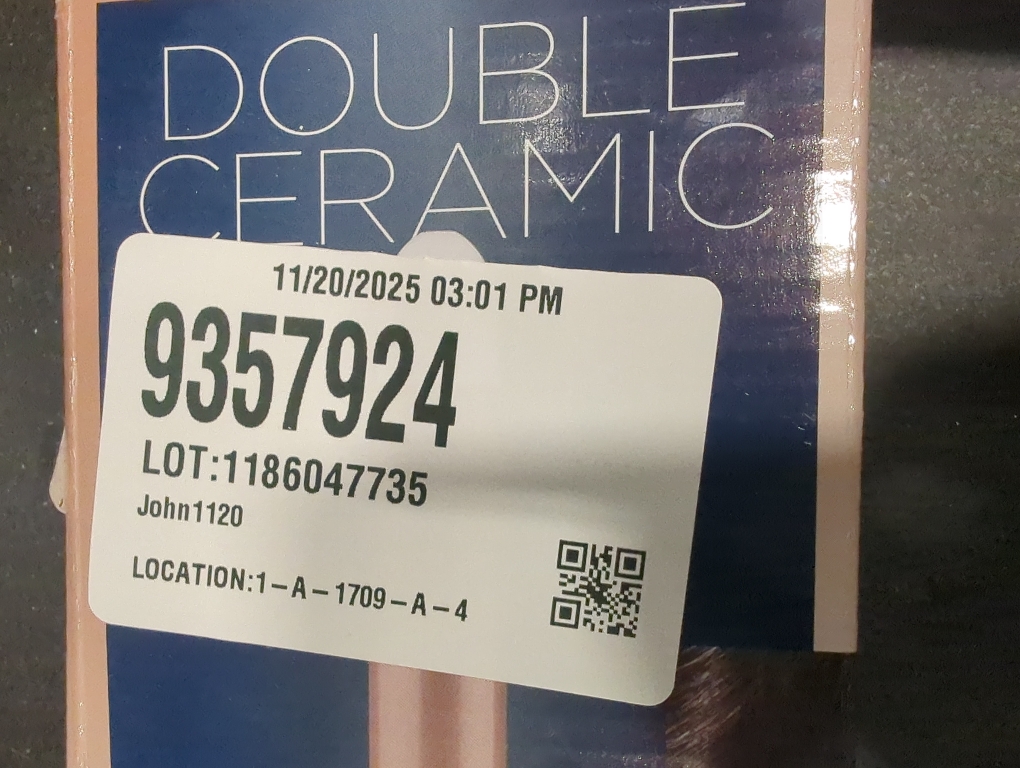 DOUBLE
CERAMIC
11/20/2025 03:01 PM
9357924
LOT:1186047735
John1120
LOCATION:1-A-1709-A-4